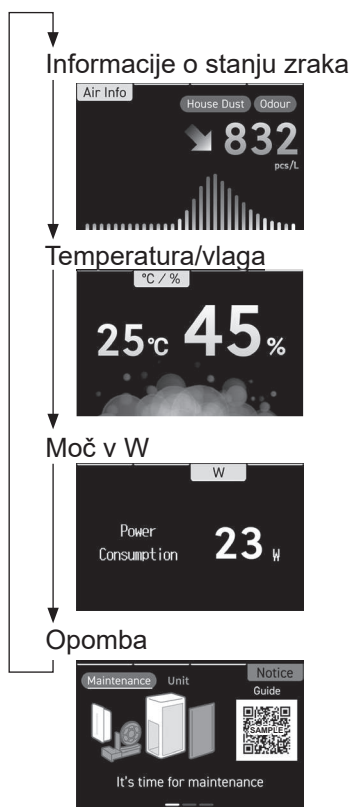 Informacije o stanju zraka
Air Info
House Dust Odour
832
pcs/L
Temperatura/vlaga
°C / %
25°C 45%
Moč v W
W
Power
Consumption
23 W
Opomba
Maintenance Unit Notice
Guide
SAMPLE
It's time for maintenance